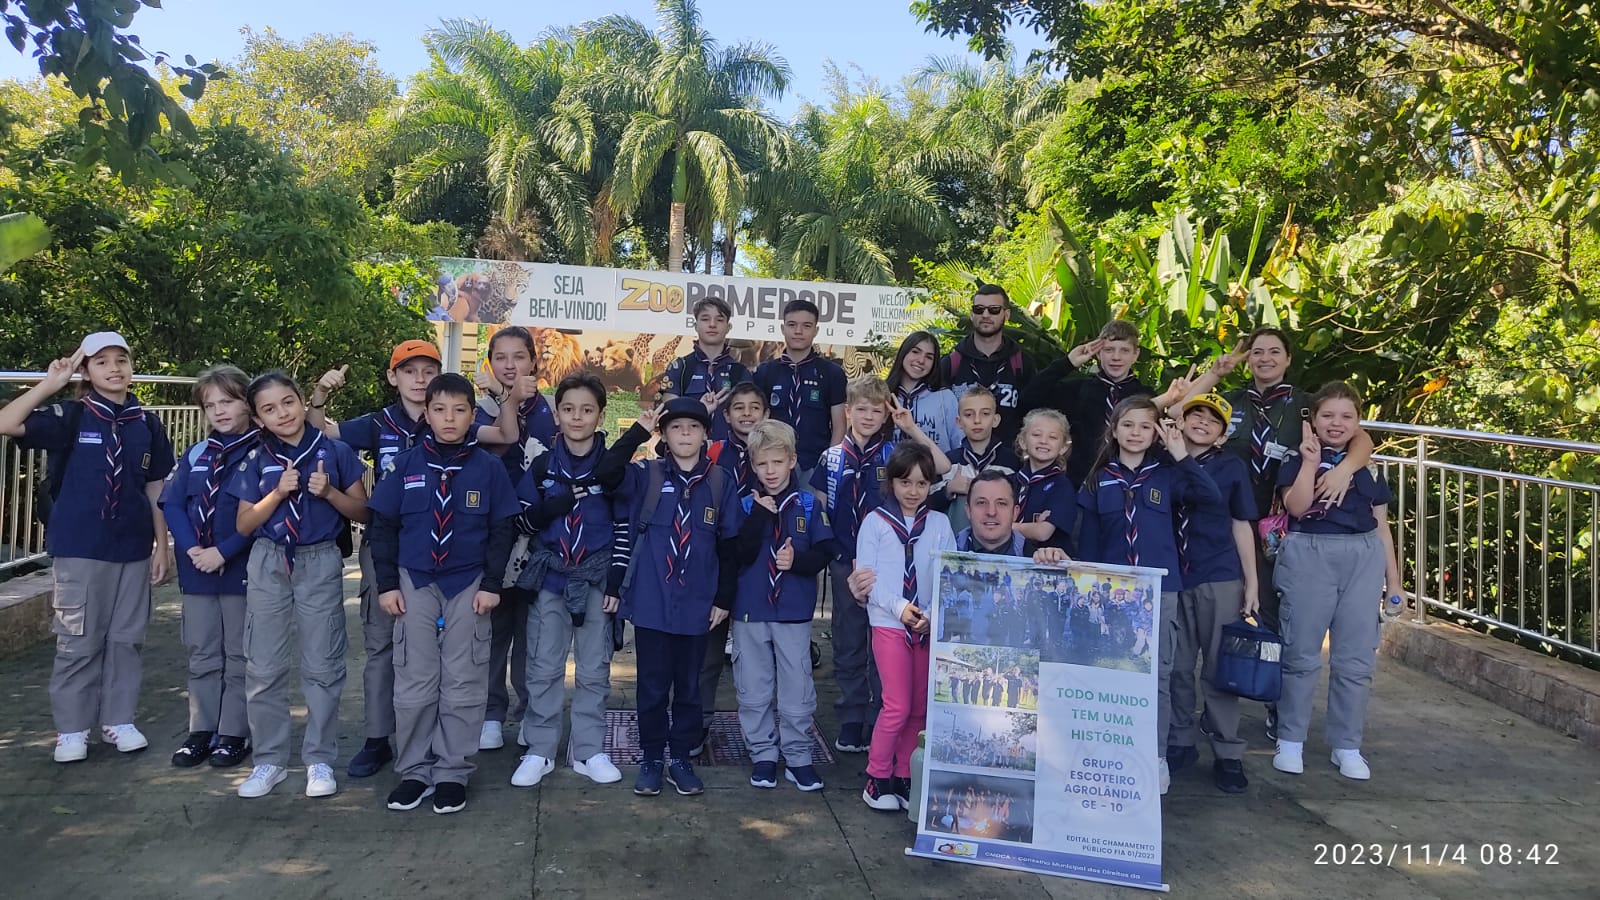 SEJA
BEM-VINDO!
ZOO POMERODE
WELCOME!
WILLKOMMEN!
28
TODO MUNDO
TEM UMA
HISTÓRIA
GRUPO
ESCOTEIRO
AGROLÂNDIA
GE - 10
EDITAL DE CHAMAMENTO
PÚBLICO FIA 01/2023
CMDCA - Conselho Municipal dos Direitos da
2023/11/4 08:42